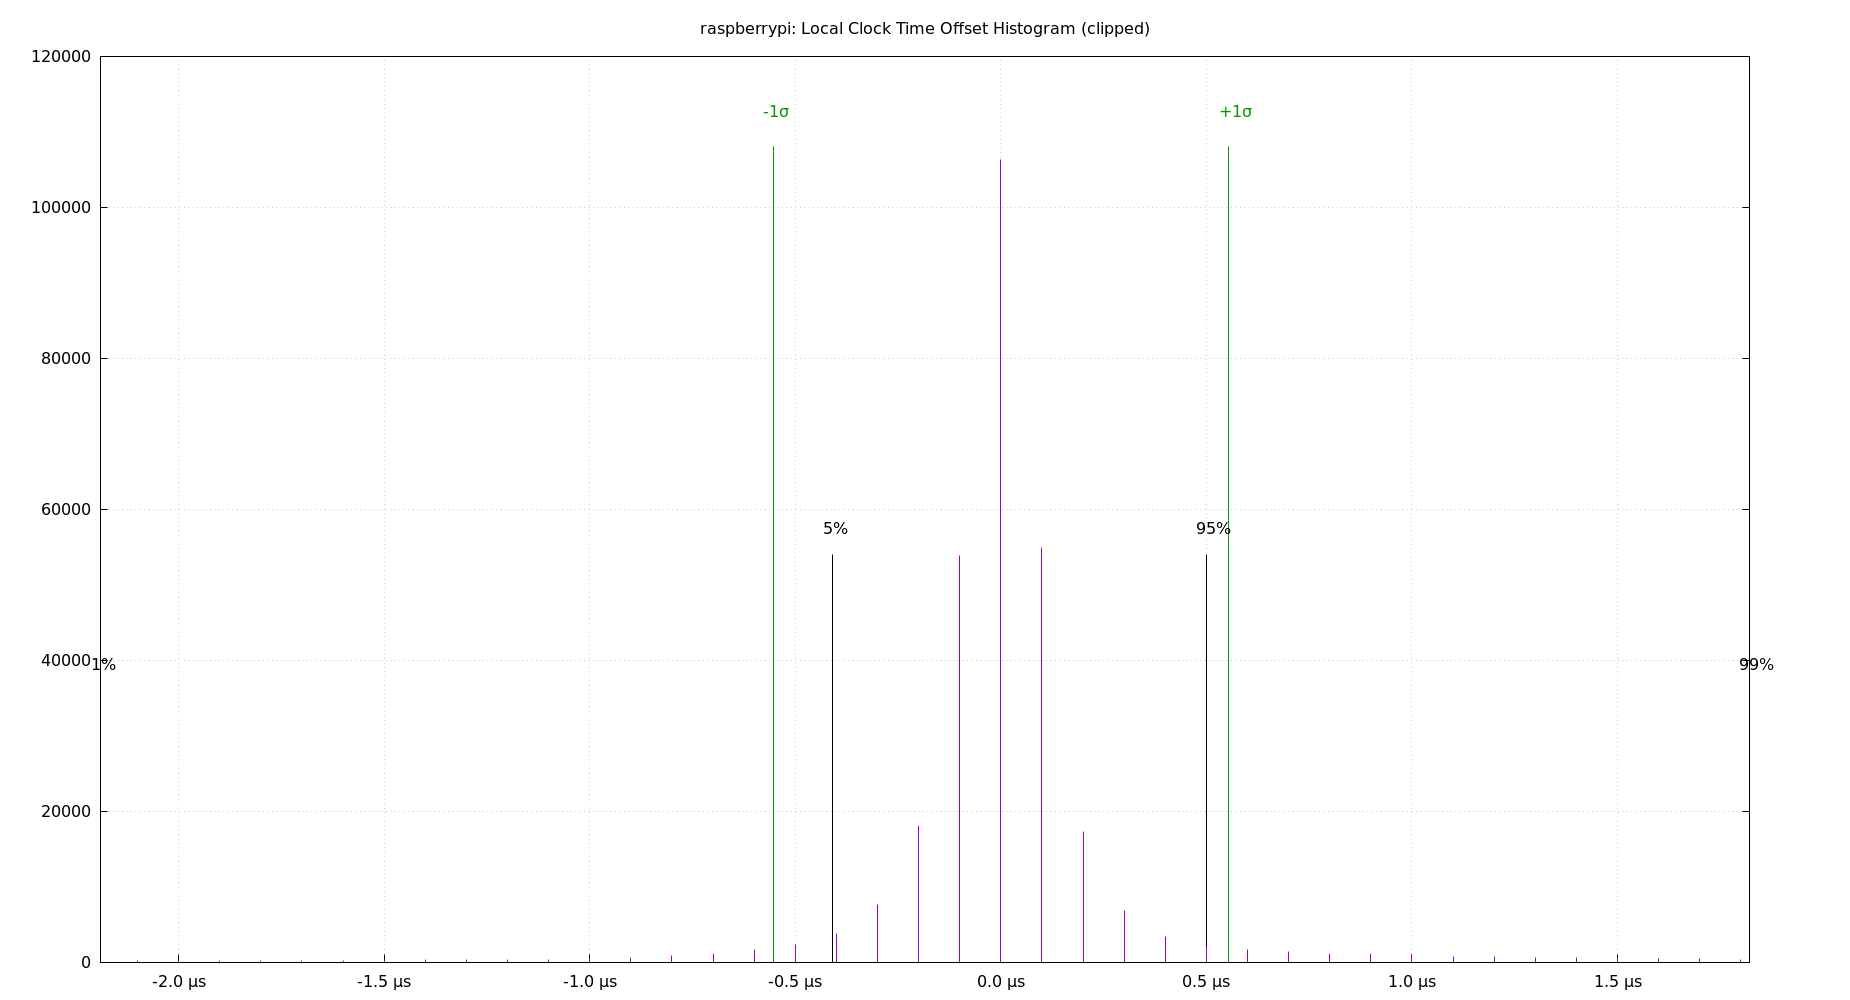 raspberrypi: Local Clock Time Offset Histogram (clipped)
120000
-1σ +1σ
100000
80000
60000
5% 95%
40000 1% 99%
20000
0
-2.0 μs -1.5 μs -1.0 μs -0.5 μs 0.0 μs 0.5 μs 1.0 μs 1.5 μs